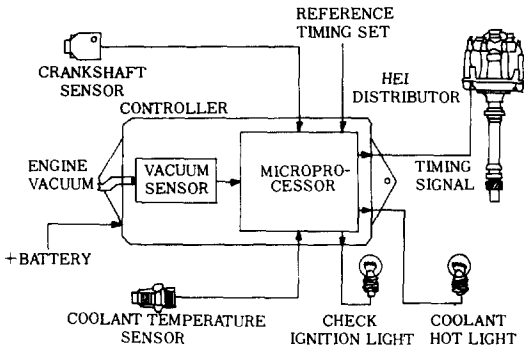 REFERENCE
TIMING SET
CRANKSHAFT
SENSOR
HEI
DISTRIBUTOR
CONTROLLER
ENGINE
VACUUM
VACUUM
SENSOR
MICROPRO-
CESSOR
TIMING
SIGNAL
+BATTERY
COOLANT TEMPERATURE
SENSOR
CHECK
IGNITION LIGHT
COOLANT
HOT LIGHT